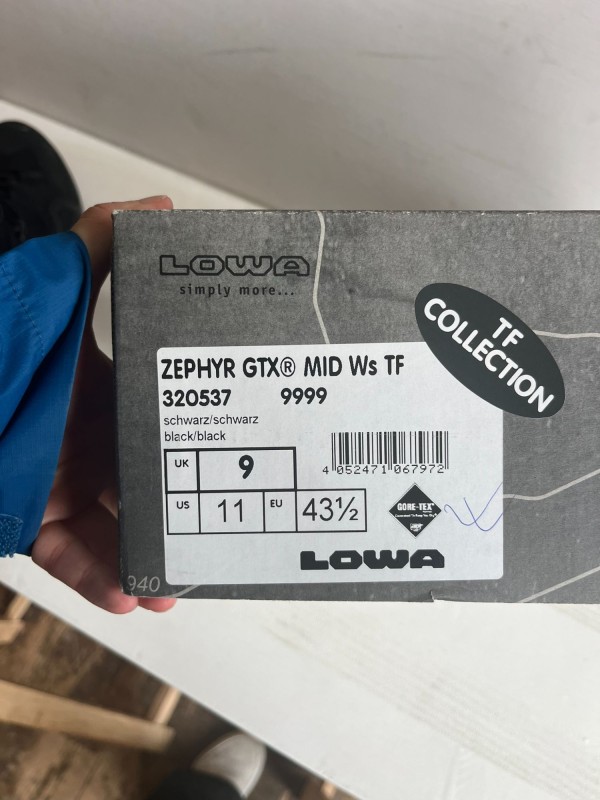 LOWA
simply more...
TF
COLLECTION
ZEPHYR GTX® MID Ws TF
320537 9999
schwarz/schwarz
black/black
UK 9
4 052471 067972
US 11 EU 43½
GORE-TEX
LOWA
940